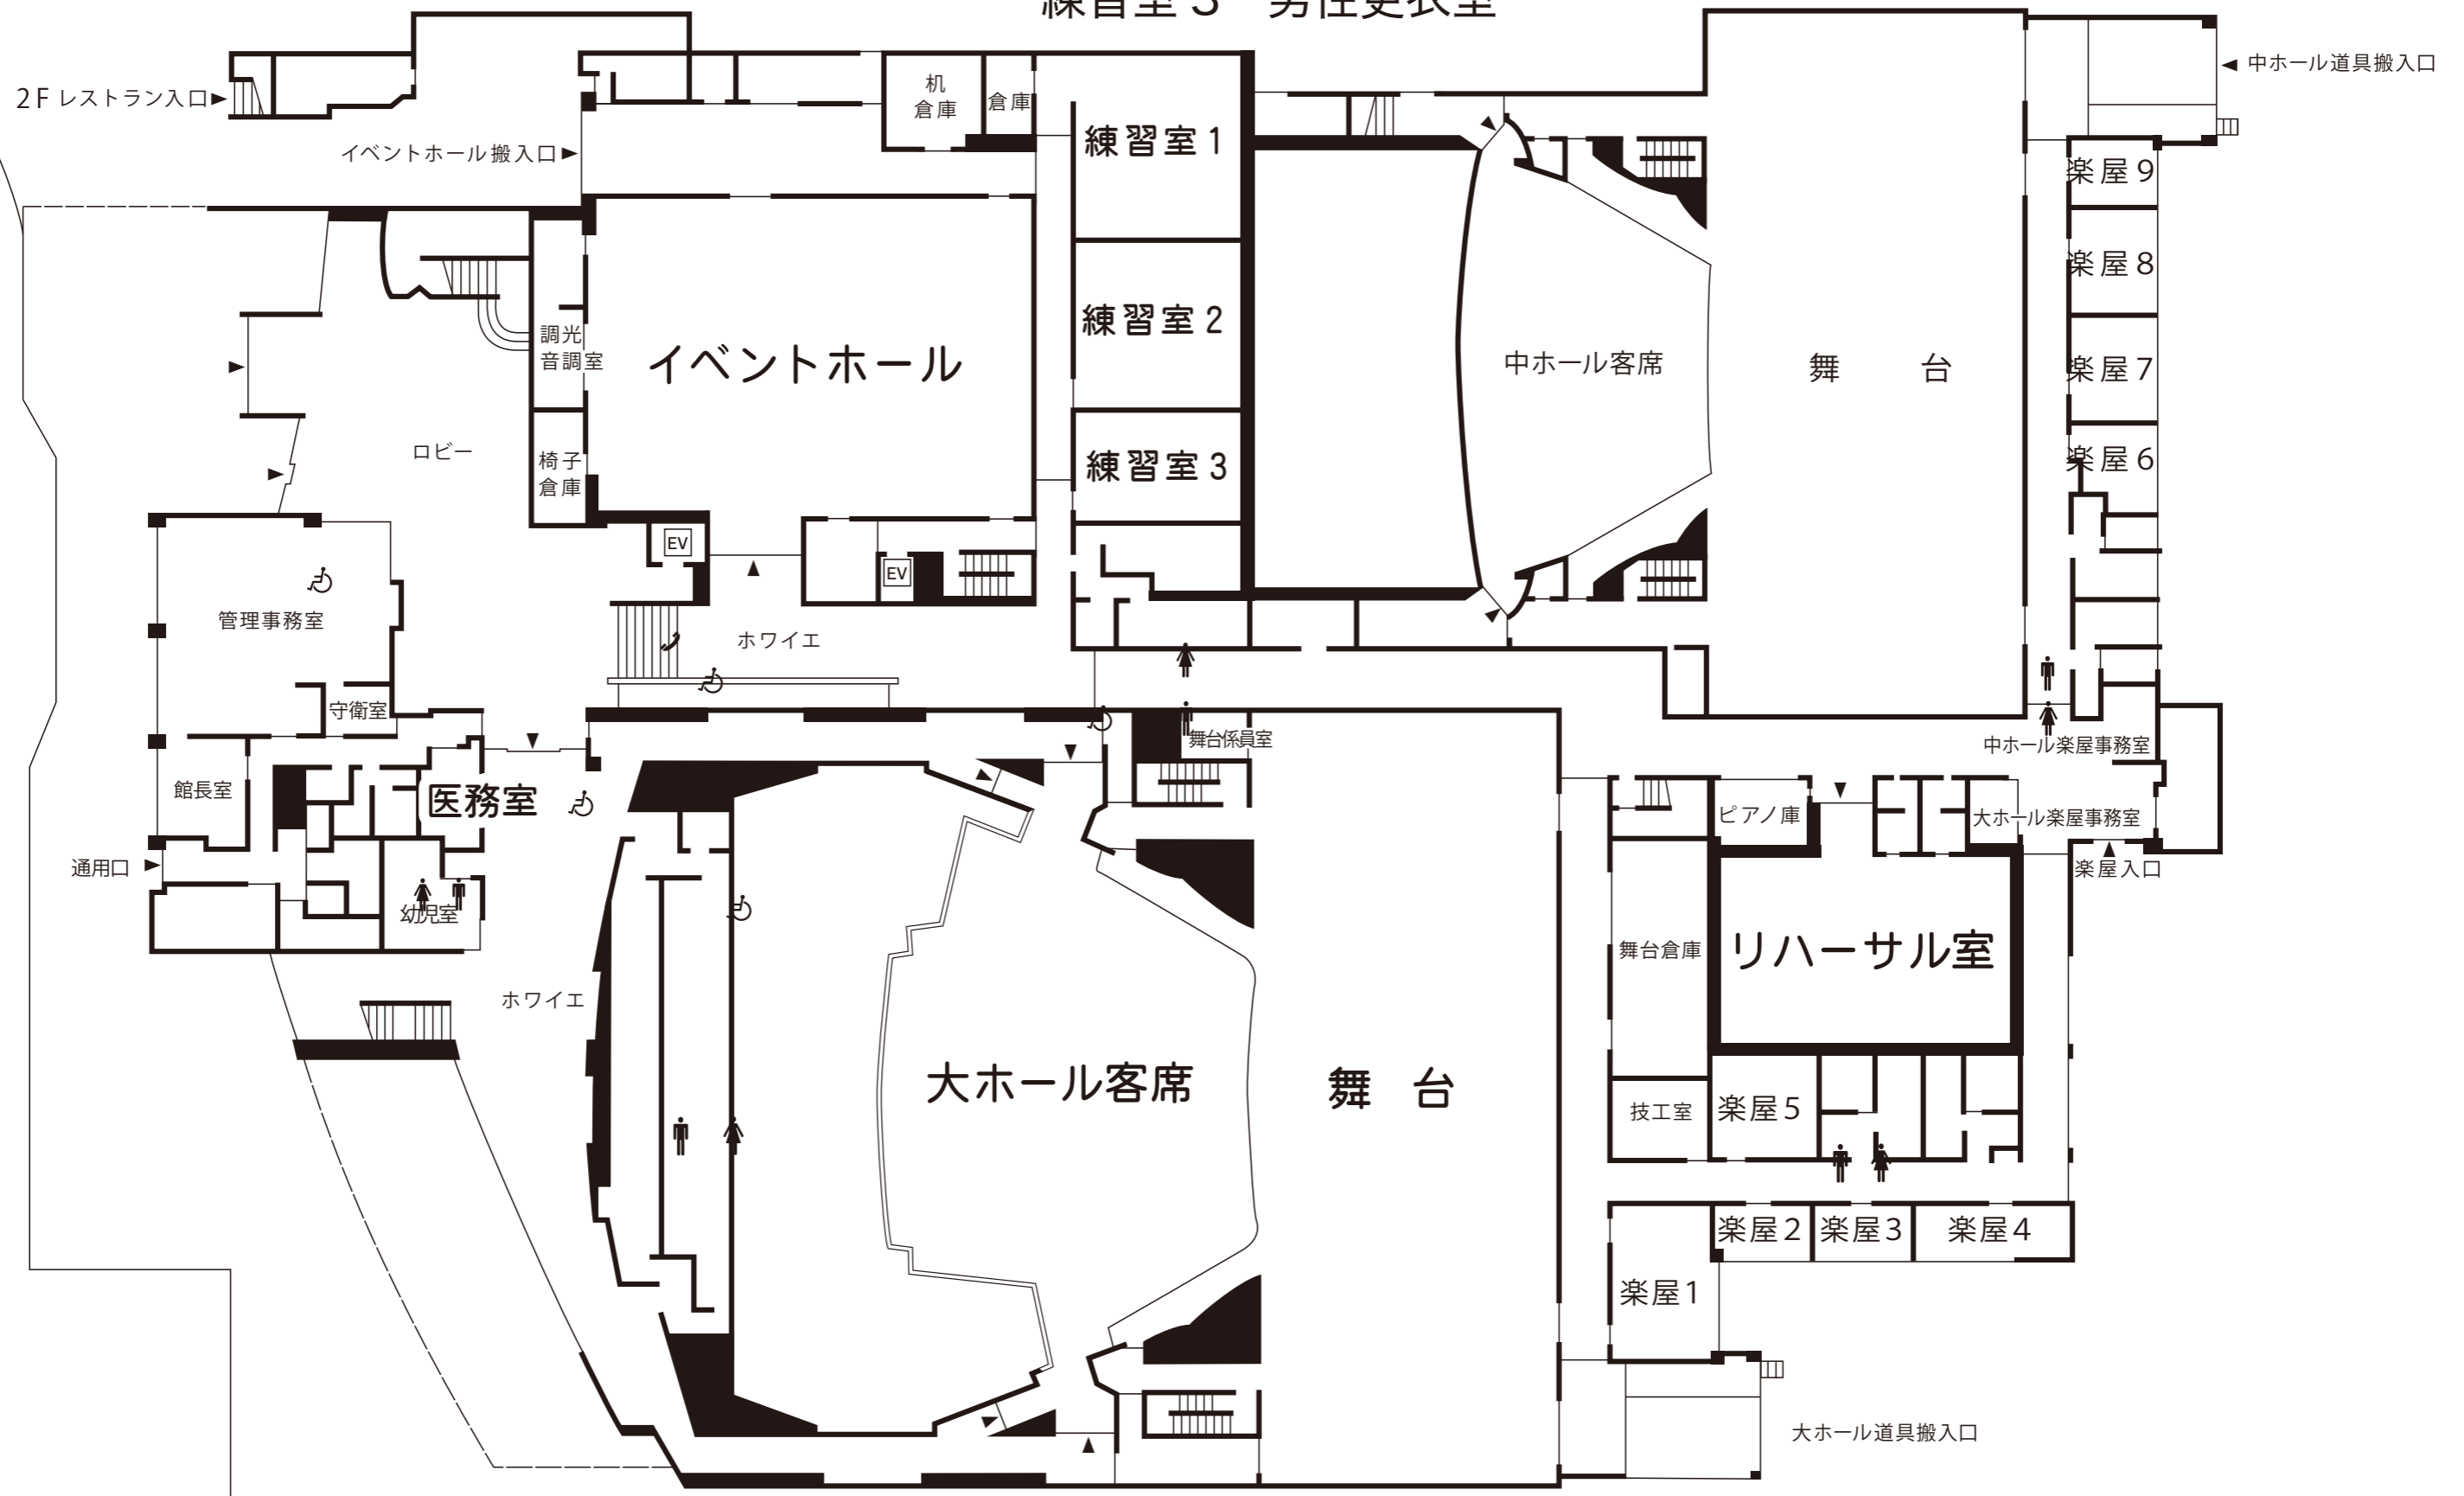 練習室3 男性更衣室
中ホール道具搬入口
2F レストラン入口
机
倉庫
倉庫
イベントホール搬入口
練習室1
楽屋9
楽屋8
練習室2
調光
音調室
イベントホール
中ホール客席
舞 台
楽屋7
ロビー
椅子
倉庫
練習室3
楽屋6
EV
EV
管理事務室
ホワイエ
守衛室
舞台係員室
中ホール楽屋事務室
館長室
医務室
ピアノ庫
大ホール楽屋事務室
通用口
楽屋入口
幼児室
舞台倉庫
リハーサル室
ホワイエ
大ホール客席
舞 台
技工室
楽屋5
楽屋2
楽屋3
楽屋4
楽屋1
大ホール道具搬入口